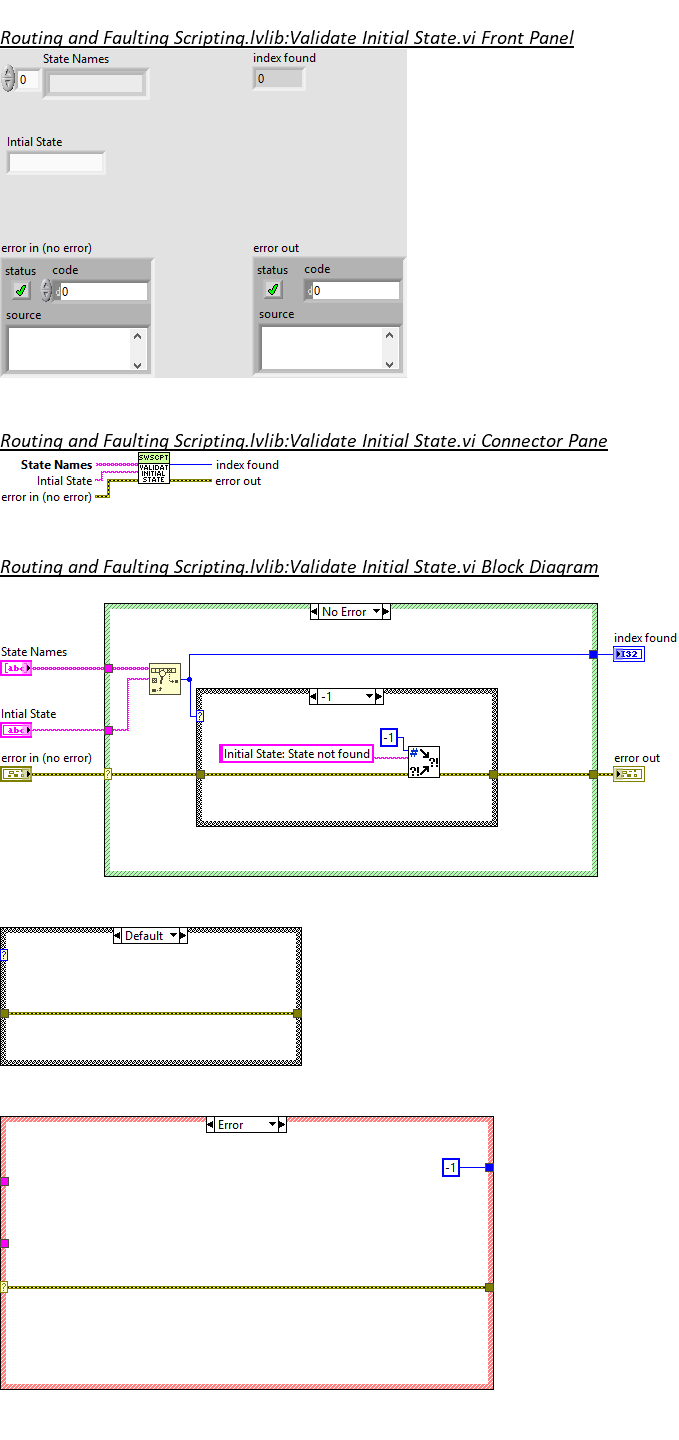 Routing and Faulting Scripting.lvlib:Validate Initial State.vi Front Panel
State Names
index found
0
0
Intial State
error in (no error)
error out
status code
status code
0
0
source
source
Routing and Faulting Scripting.lvlib:Validate Initial State.vi Connector Pane
SWSCPT
VALIDAT
INITIAL
STATE
State Names
index found
Intial State
error out
error in (no error)
Routing and Faulting Scripting.lvlib:Validate Initial State.vi Block Diagram
No Error
State Names
abc
index found
I32
-1
?
Intial State
abc
-1
Initial State: State not found
#
?!
?!
error in (no error)
?
error out
Default
?
Error
-1
?